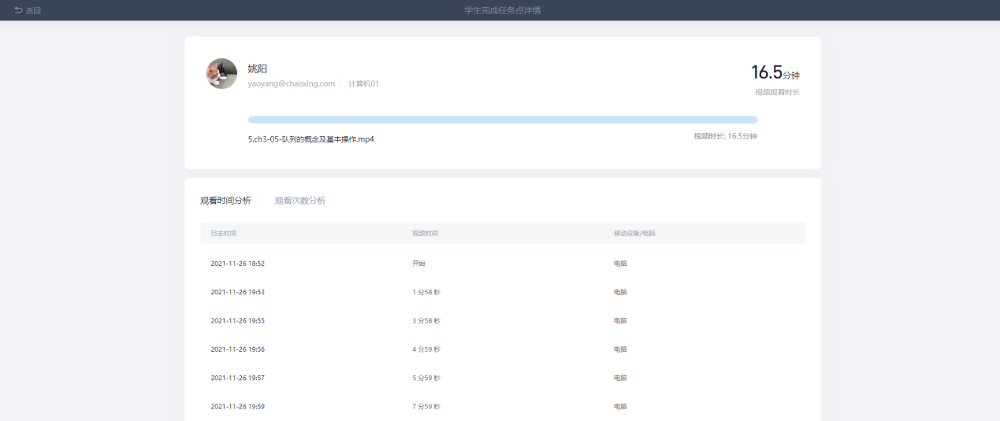 返回
学生完成任务点详情
姚阳
yaoyang@chaoxing.com 计算机01
16.5分钟
视频观看时长
5.ch3-05-队列的概念及基本操作.mp4
视频时长: 16.5分钟
观看时间分析 观看次数分析
日志时间 视频时间 移动设备/电脑
2021-11-26 18:52 开始 电脑
2021-11-26 19:53 1 分58 秒 电脑
2021-11-26 19:55 3 分58 秒 电脑
2021-11-26 19:56 4 分59 秒 电脑
2021-11-26 19:57 5 分59 秒 电脑
2021-11-26 19:59 7 分59 秒 电脑